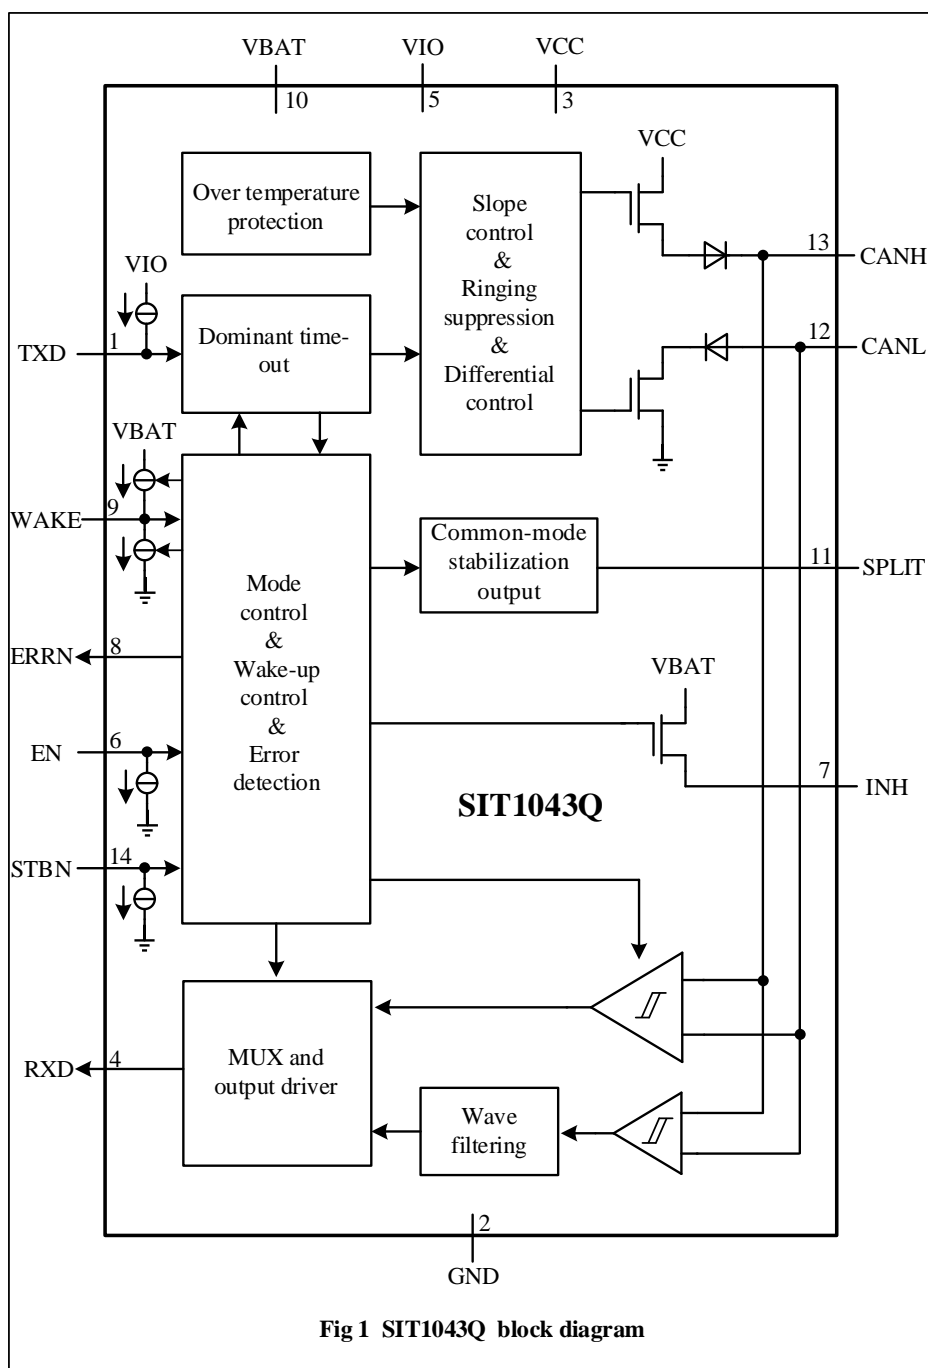 VBAT
VIO
VCC
10
5
3
VCC
Over temperature
protection
Slope
control
&
Ringing
suppression
&
Differential
control
13
CANH
VIO
TXD
1
Dominant time-
out
12
CANL
VBAT
WAKE
9
Common-mode
stabilization
output
11
SPLIT
Mode
control
&
Wake-up
control
&
Error
detection
ERRN
8
VBAT
EN
6
7
INH
SIT1043Q
STBN
14
RXD
4
MUX and
output driver
Wave
filtering
2
GND
Fig 1 SIT1043Q block diagram